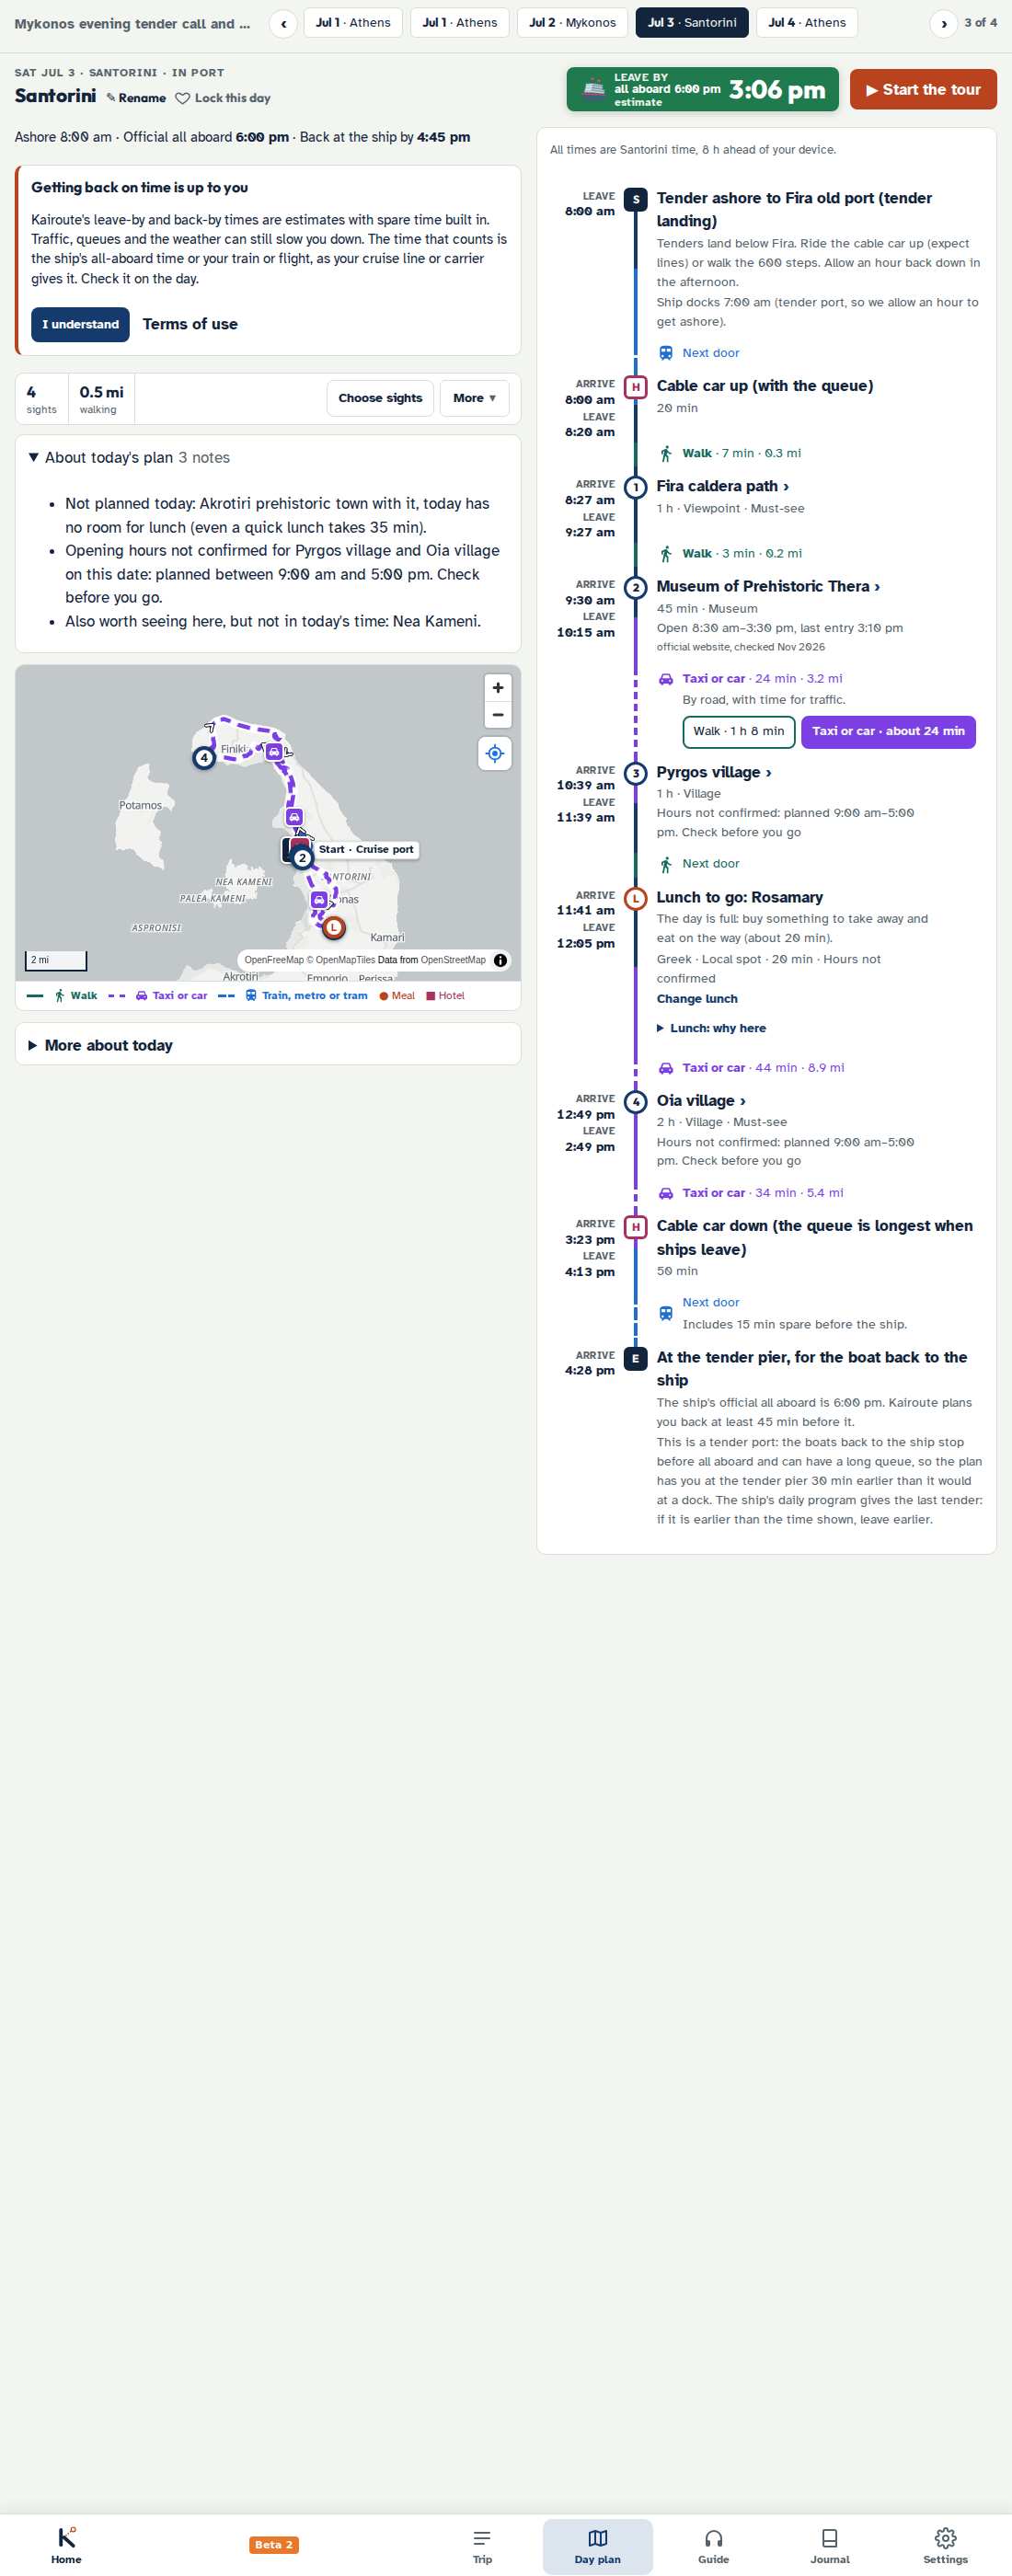 Mykonos evening tender call and ...
‹
Jul 1 · Athens
Jul 1 · Athens
Jul 2 · Mykonos
Jul 3 · Santorini
Jul 4 · Athens
›
3 of 4
SAT JUL 3 · SANTORINI · IN PORT
Santorini
✎ Rename
Lock this day
LEAVE BY
all aboard 6:00 pm
estimate
3:06 pm
▶ Start the tour
Ashore 8:00 am · Official all aboard 6:00 pm · Back at the ship by 4:45 pm
Getting back on time is up to you
Kairoute's leave-by and back-by times are estimates with spare time built in.
Traffic, queues and the weather can still slow you down. The time that counts is
the ship's all-aboard time or your train or flight, as your cruise line or carrier
gives it. Check it on the day.
I understand
Terms of use
4
sights
0.5 mi
walking
Choose sights
More ▼
▼ About today's plan 3 notes
• Not planned today: Akrotiri prehistoric town with it, today has
no room for lunch (even a quick lunch takes 35 min).
• Opening hours not confirmed for Pyrgos village and Oia village
on this date: planned between 9:00 am and 5:00 pm. Check
before you go.
• Also worth seeing here, but not in today's time: Nea Kameni.
+
−
4
Finiki
Potamos
2
Start · Cruise port
NTORINI
NEA KAMENI
PALEA KAMENI
onas
ASPRONISI
L
Kamari
2 mi
OpenFreeMap © OpenMapTiles Data from OpenStreetMap
Akrotiri
Emporio
Perissa
Walk
Taxi or car
Train, metro or tram
Meal
Hotel
▶ More about today
All times are Santorini time, 8 h ahead of your device.
LEAVE
8:00 am
S
Tender ashore to Fira old port (tender
landing)
Tenders land below Fira. Ride the cable car up (expect
lines) or walk the 600 steps. Allow an hour back down in
the afternoon.
Ship docks 7:00 am (tender port, so we allow an hour to
get ashore).
Next door
ARRIVE
8:00 am
LEAVE
8:20 am
H
Cable car up (with the queue)
20 min
Walk · 7 min · 0.3 mi
ARRIVE
8:27 am
LEAVE
9:27 am
1
Fira caldera path ›
1 h · Viewpoint · Must-see
Walk · 3 min · 0.2 mi
ARRIVE
9:30 am
LEAVE
10:15 am
2
Museum of Prehistoric Thera ›
45 min · Museum
Open 8:30 am–3:30 pm, last entry 3:10 pm
official website, checked Nov 2026
Taxi or car · 24 min · 3.2 mi
By road, with time for traffic.
Walk · 1 h 8 min
Taxi or car · about 24 min
ARRIVE
10:39 am
LEAVE
11:39 am
3
Pyrgos village ›
1 h · Village
Hours not confirmed: planned 9:00 am–5:00
pm. Check before you go
Next door
ARRIVE
11:41 am
LEAVE
12:05 pm
L
Lunch to go: Rosamary
The day is full: buy something to take away and
eat on the way (about 20 min).
Greek · Local spot · 20 min · Hours not
confirmed
Change lunch
▶ Lunch: why here
Taxi or car · 44 min · 8.9 mi
ARRIVE
12:49 pm
LEAVE
2:49 pm
4
Oia village ›
2 h · Village · Must-see
Hours not confirmed: planned 9:00 am–5:00
pm. Check before you go
Taxi or car · 34 min · 5.4 mi
ARRIVE
3:23 pm
LEAVE
4:13 pm
H
Cable car down (the queue is longest when
ships leave)
50 min
Next door
Includes 15 min spare before the ship.
ARRIVE
4:28 pm
E
At the tender pier, for the boat back to the
ship
The ship's official all aboard is 6:00 pm. Kairoute plans
you back at least 45 min before it.
This is a tender port: the boats back to the ship stop
before all aboard and can have a long queue, so the plan
has you at the tender pier 30 min earlier than it would
at a dock. The ship's daily program gives the last tender:
if it is earlier than the time shown, leave earlier.
Home
Beta 2
Trip
Day plan
Guide
Journal
Settings